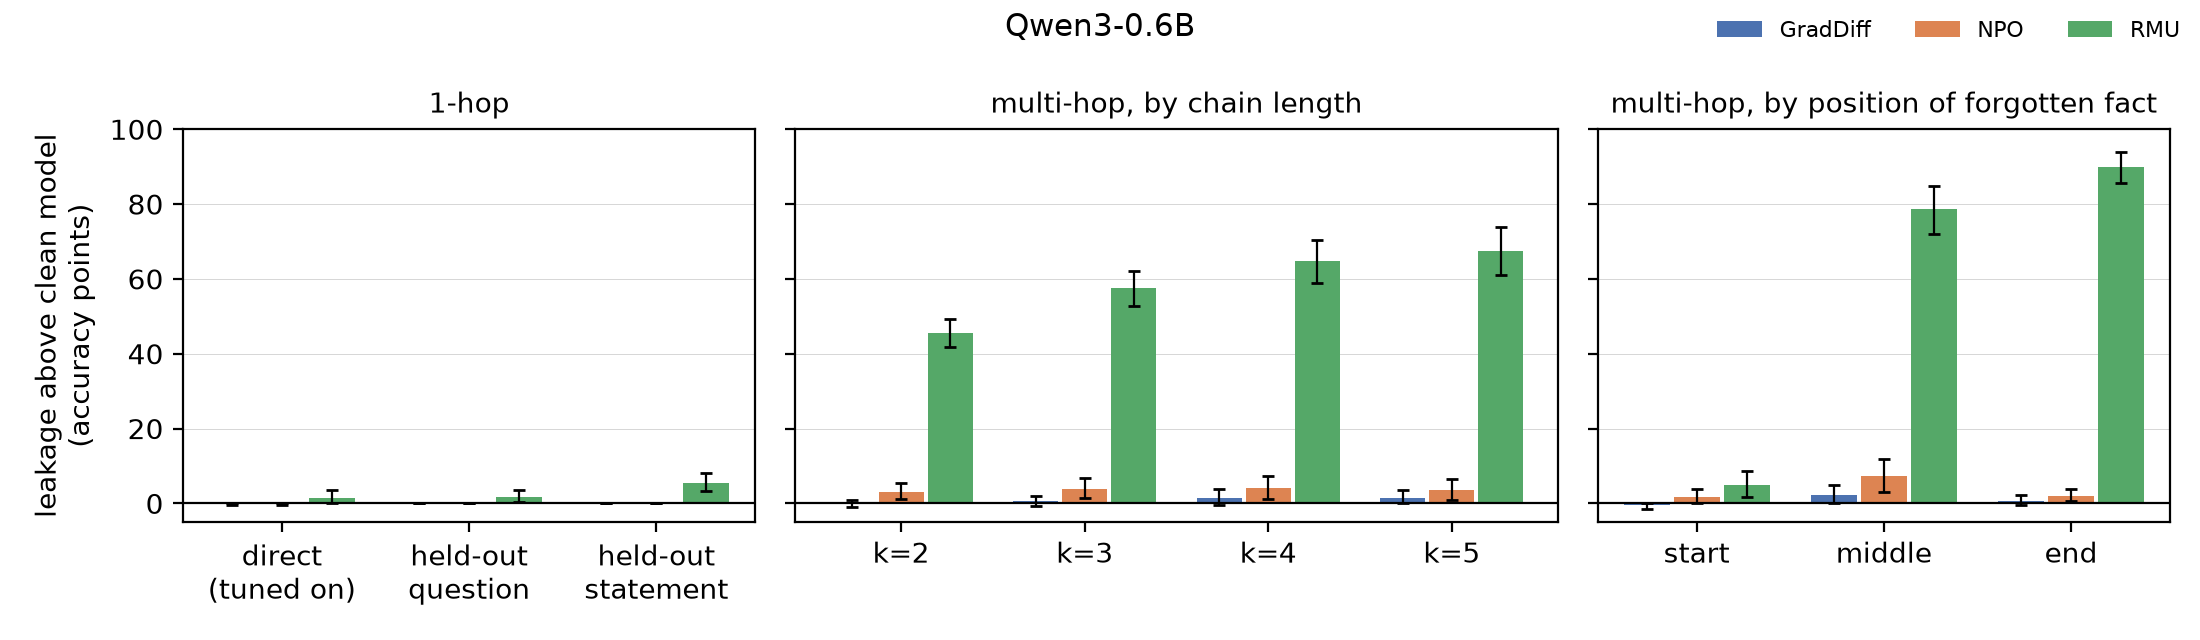 Qwen3-0.6B
GradDiff
NPO
RMU
1-hop
multi-hop, by chain length
multi-hop, by position of forgotten fact
leakage above clean model
(accuracy points)
100
80
60
40
20
0
direct
(tuned on)
held-out
question
held-out
statement
k=2
k=3
k=4
k=5
start
middle
end